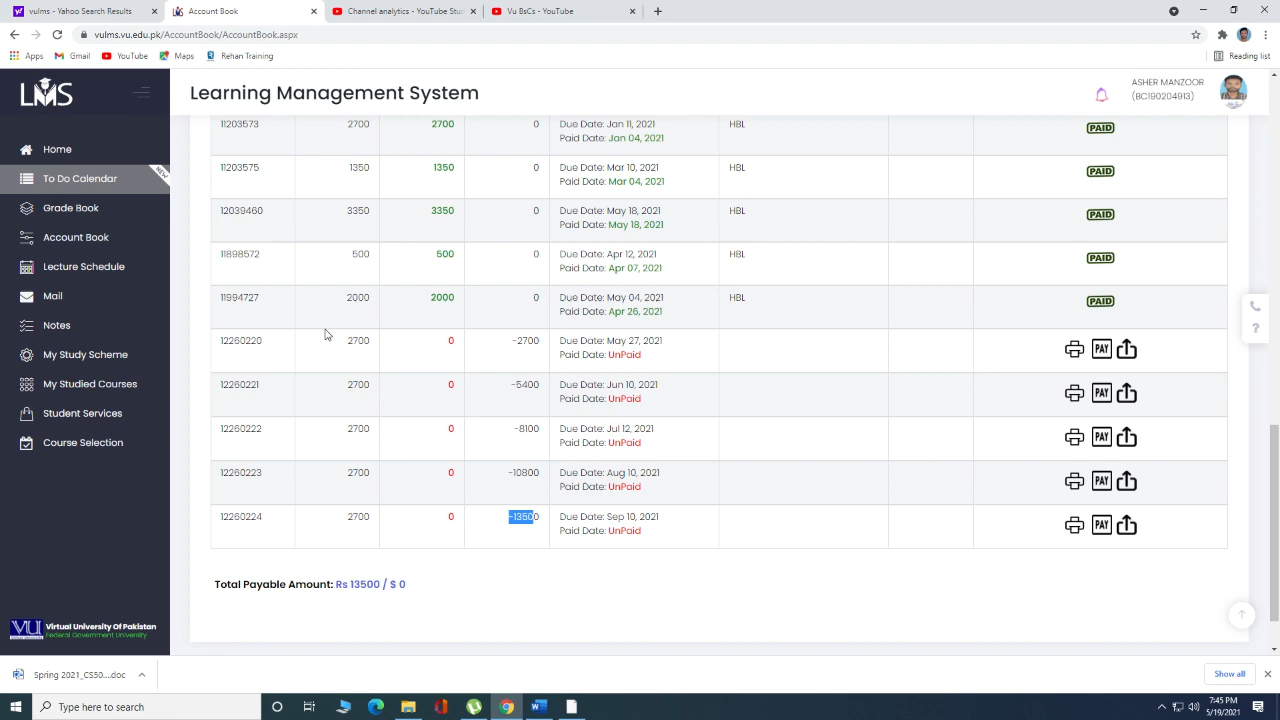 vulms - Yahoo Search Results
Account Book
Channel analytics - YouTube Stud
Vu BsCs - YouTube
vulms.vu.edu.pk/AccountBook/AccountBook.aspx
Apps Gmail YouTube Maps Rehan Training Reading list
LMS
Learning Management System
ASHER MANZOOR
(BC190204913)
Home
To Do Calendar
NEW
Grade Book
Account Book
Lecture Schedule
Mail
Notes
My Study Scheme
My Studied Courses
Student Services
Course Selection
VU Virtual University Of Pakistan
Federal Government University
11203573 2700 2700 0 Due Date: Jan 11, 2021 HBL PAID
Paid Date: Jan 04, 2021
11203575 1350 1350 0 Due Date: Mar 10, 2021 HBL PAID
Paid Date: Mar 04, 2021
12039460 3350 3350 0 Due Date: May 18, 2021 HBL PAID
Paid Date: May 18, 2021
11898572 500 500 0 Due Date: Apr 12, 2021 HBL PAID
Paid Date: Apr 07, 2021
11994727 2000 2000 0 Due Date: May 04, 2021 HBL PAID
Paid Date: Apr 26, 2021
12260220 2700 0 -2700 Due Date: May 27, 2021 PAY
Paid Date: UnPaid
12260221 2700 0 -5400 Due Date: Jun 10, 2021 PAY
Paid Date: UnPaid
12260222 2700 0 -8100 Due Date: Jul 12, 2021 PAY
Paid Date: UnPaid
12260223 2700 0 -10800 Due Date: Aug 10, 2021 PAY
Paid Date: UnPaid
12260224 2700 0 -13500 Due Date: Sep 10, 2021 PAY
Paid Date: UnPaid
Total Payable Amount: Rs 13500 / $ 0
?
Spring 2021_CS50....doc
Show all
Type here to search
7:45 PM
5/19/2021